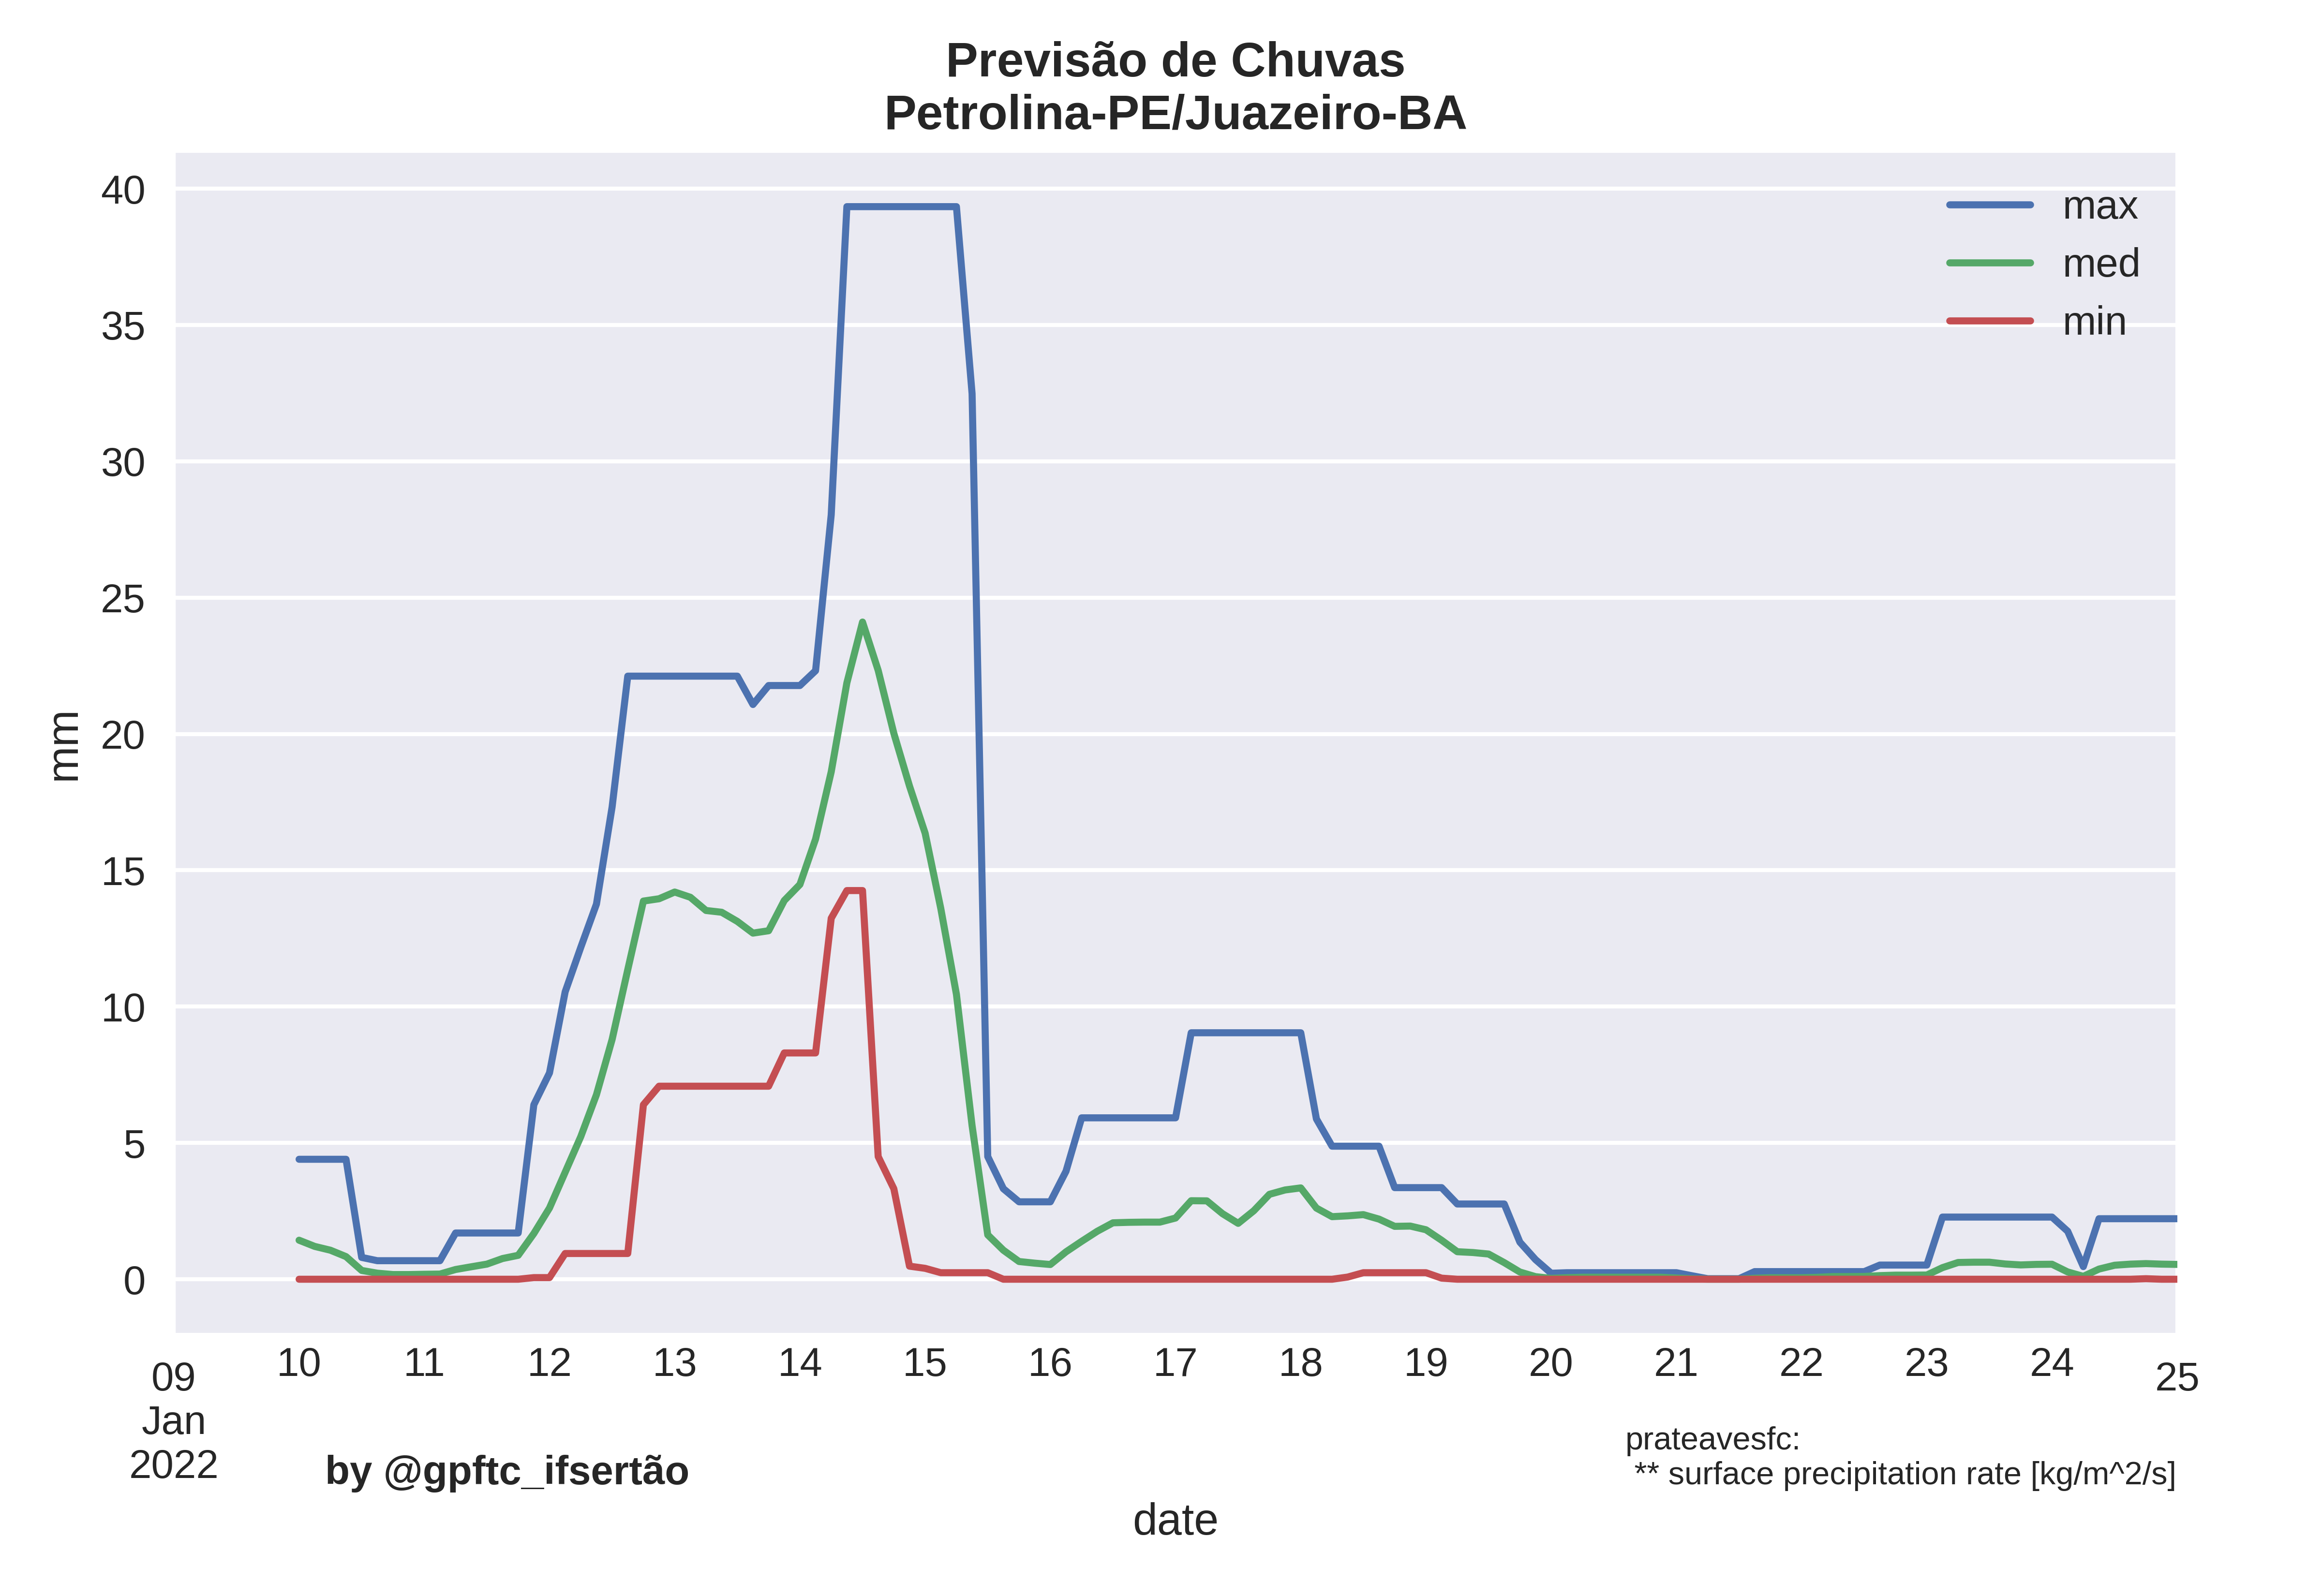 Previsão de Chuvas
Petrolina-PE/Juazeiro-BA
40
35
30
25
20
15
10
5
0
mm
max
med
min
09
Jan
2022
10 11 12 13 14 15 16 17 18 19 20 21 22 23 24 25
by @gpftc_ifsertão
prateavesfc:
** surface precipitation rate [kg/m^2/s]
date